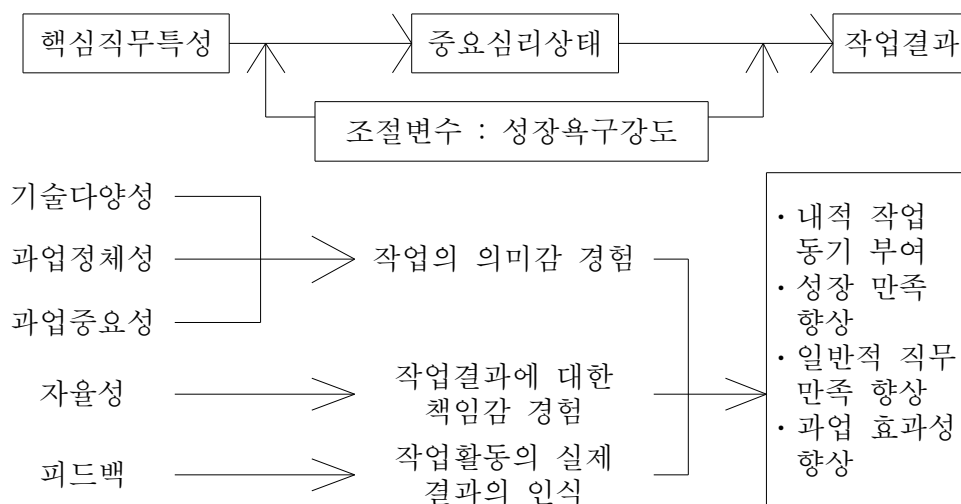 핵심직무특성
중요심리상태
작업결과
조절변수 : 성장욕구강도
기술다양성
과업정체성
과업중요성
자율성
피드백
작업의 의미감 경험
작업결과에 대한
책임감 경험
작업활동의 실제
결과의 인식
· 내적 작업
동기 부여
· 성장 만족
향상
· 일반적 직무
만족 향상
· 과업 효과성
향상